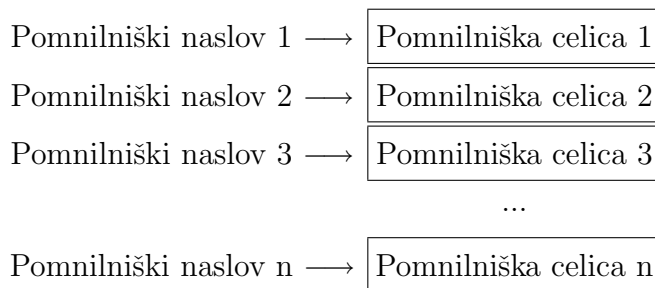 Pomnilniški naslov 1 ⟶ Pomnilniška celica 1
Pomnilniški naslov 2 ⟶ Pomnilniška celica 2
Pomnilniški naslov 3 ⟶ Pomnilniška celica 3
...
Pomnilniški naslov n ⟶ Pomnilniška celica n